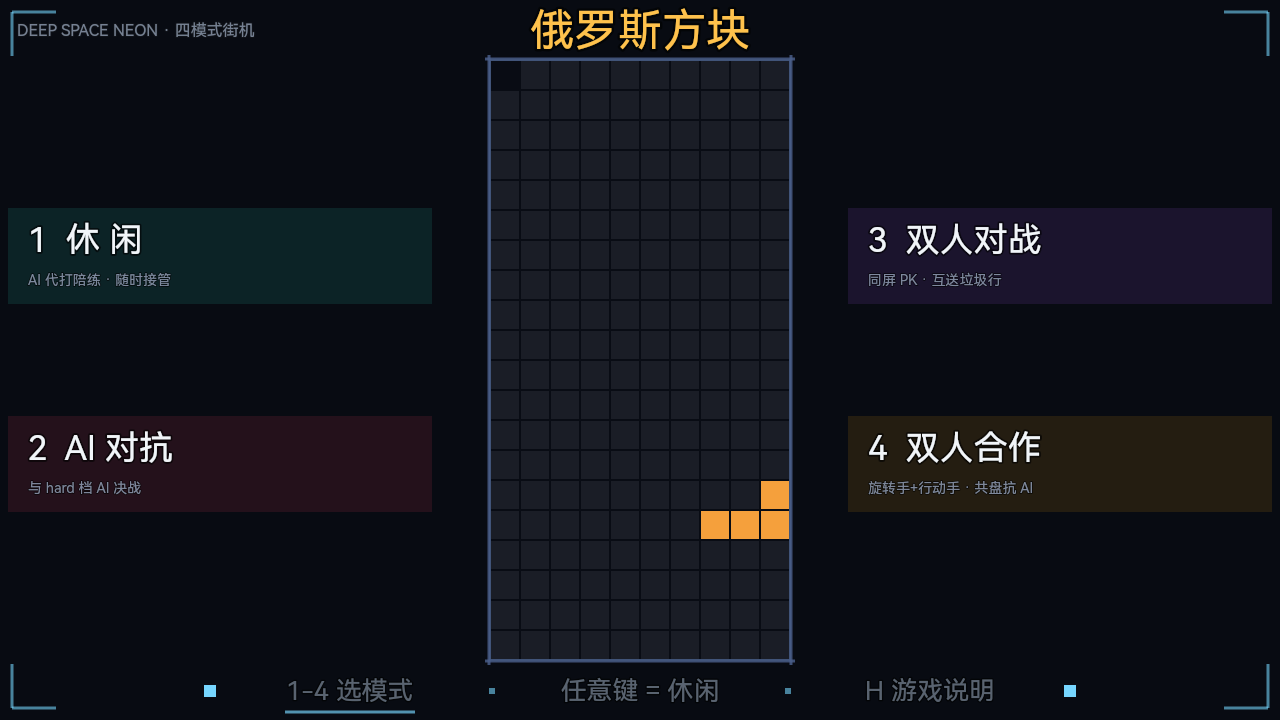 DEEP SPACE NEON · 四模式街机
俄罗斯方块
1 休 闲
AI 代打陪练 · 随时接管
2 AI 对抗
与 hard 档 AI 决战
3 双人对战
同屏 PK · 互送垃圾行
4 双人合作
旋转手+行动手 · 共盘抗 AI
1-4 选模式
任意键 = 休闲
H 游戏说明